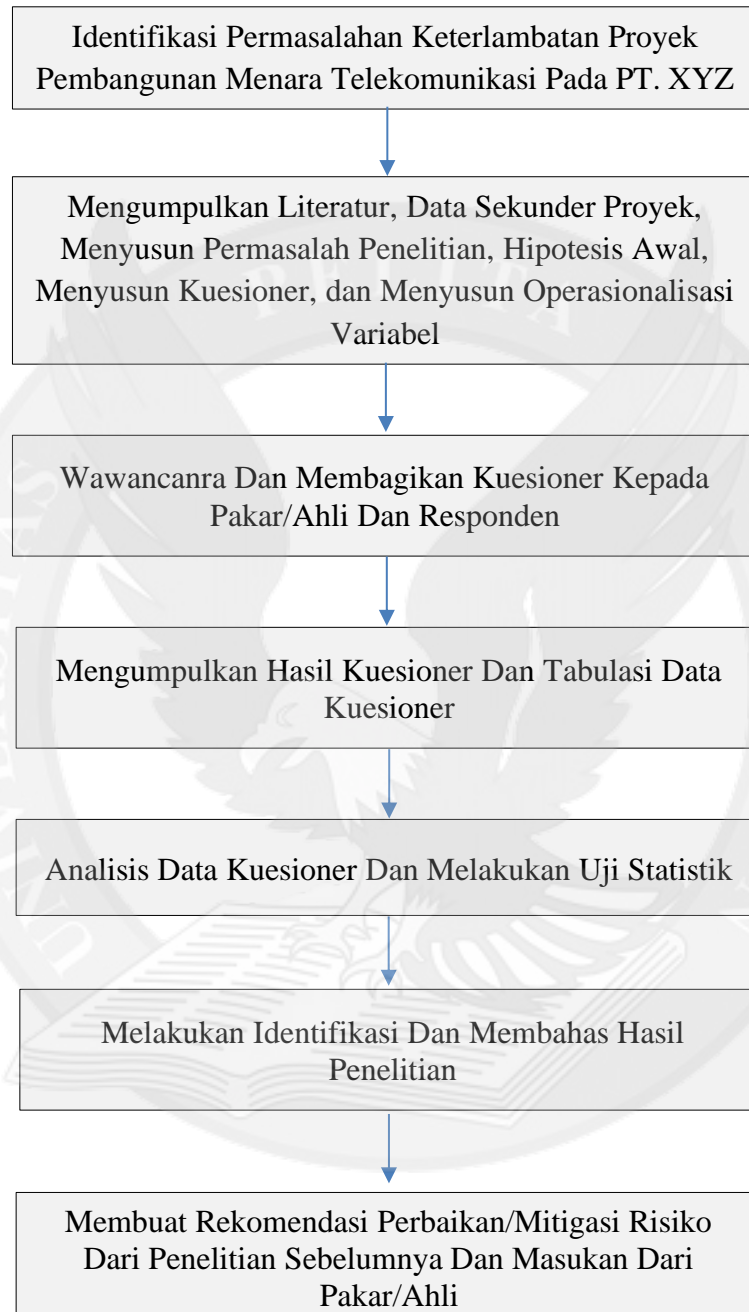 Identifikasi Permasalahan Keterlambatan Proyek
Pembangunan Menara Telekomunikasi Pada PT. XYZ
Mengumpulkan Literatur, Data Sekunder Proyek,
Menyusun Permasalah Penelitian, Hipotesis Awal,
Menyusun Kuesioner, dan Menyusun Operasionalisasi
Variabel
Wawancanra Dan Membagikan Kuesioner Kepada
Pakar/Ahli Dan Responden
Mengumpulkan Hasil Kuesioner Dan Tabulasi Data
Kuesioner
Analisis Data Kuesioner Dan Melakukan Uji Statistik
Melakukan Identifikasi Dan Membahas Hasil
Penelitian
Membuat Rekomendasi Perbaikan/Mitigasi Risiko
Dari Penelitian Sebelumnya Dan Masukan Dari
Pakar/Ahli